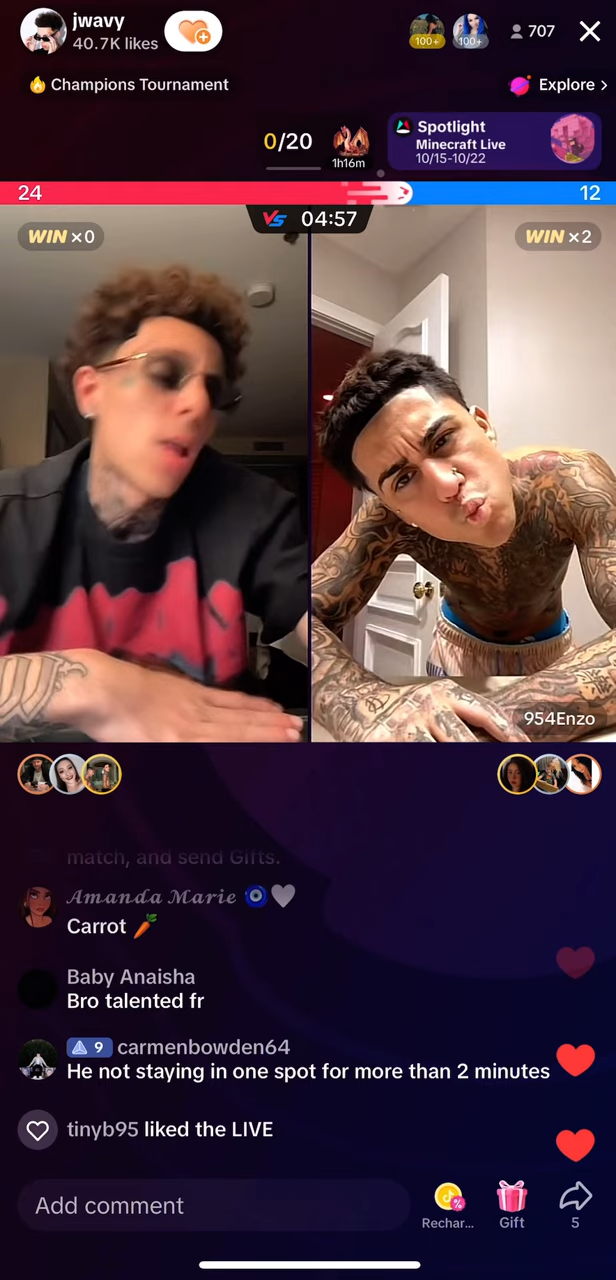 jwavy
40.7K likes
100+
100+
707
Champions Tournament
Explore >
0/20
1h16m
Spotlight
Minecraft Live
10/15-10/22
24
12
VS 04:57
WIN ×0
WIN ×2
954Enzo
match, and send Gifts.
𝓐𝓶𝓪𝓷𝓭𝓪 𝓜𝓪𝓻𝓲𝓮 🧿🤍
Carrot 🥕
Baby Anaisha
Bro talented fr
9 carmenbowden64
He not staying in one spot for more than 2 minutes
tinyb95 liked the LIVE
Add comment
Rechar...
Gift
5